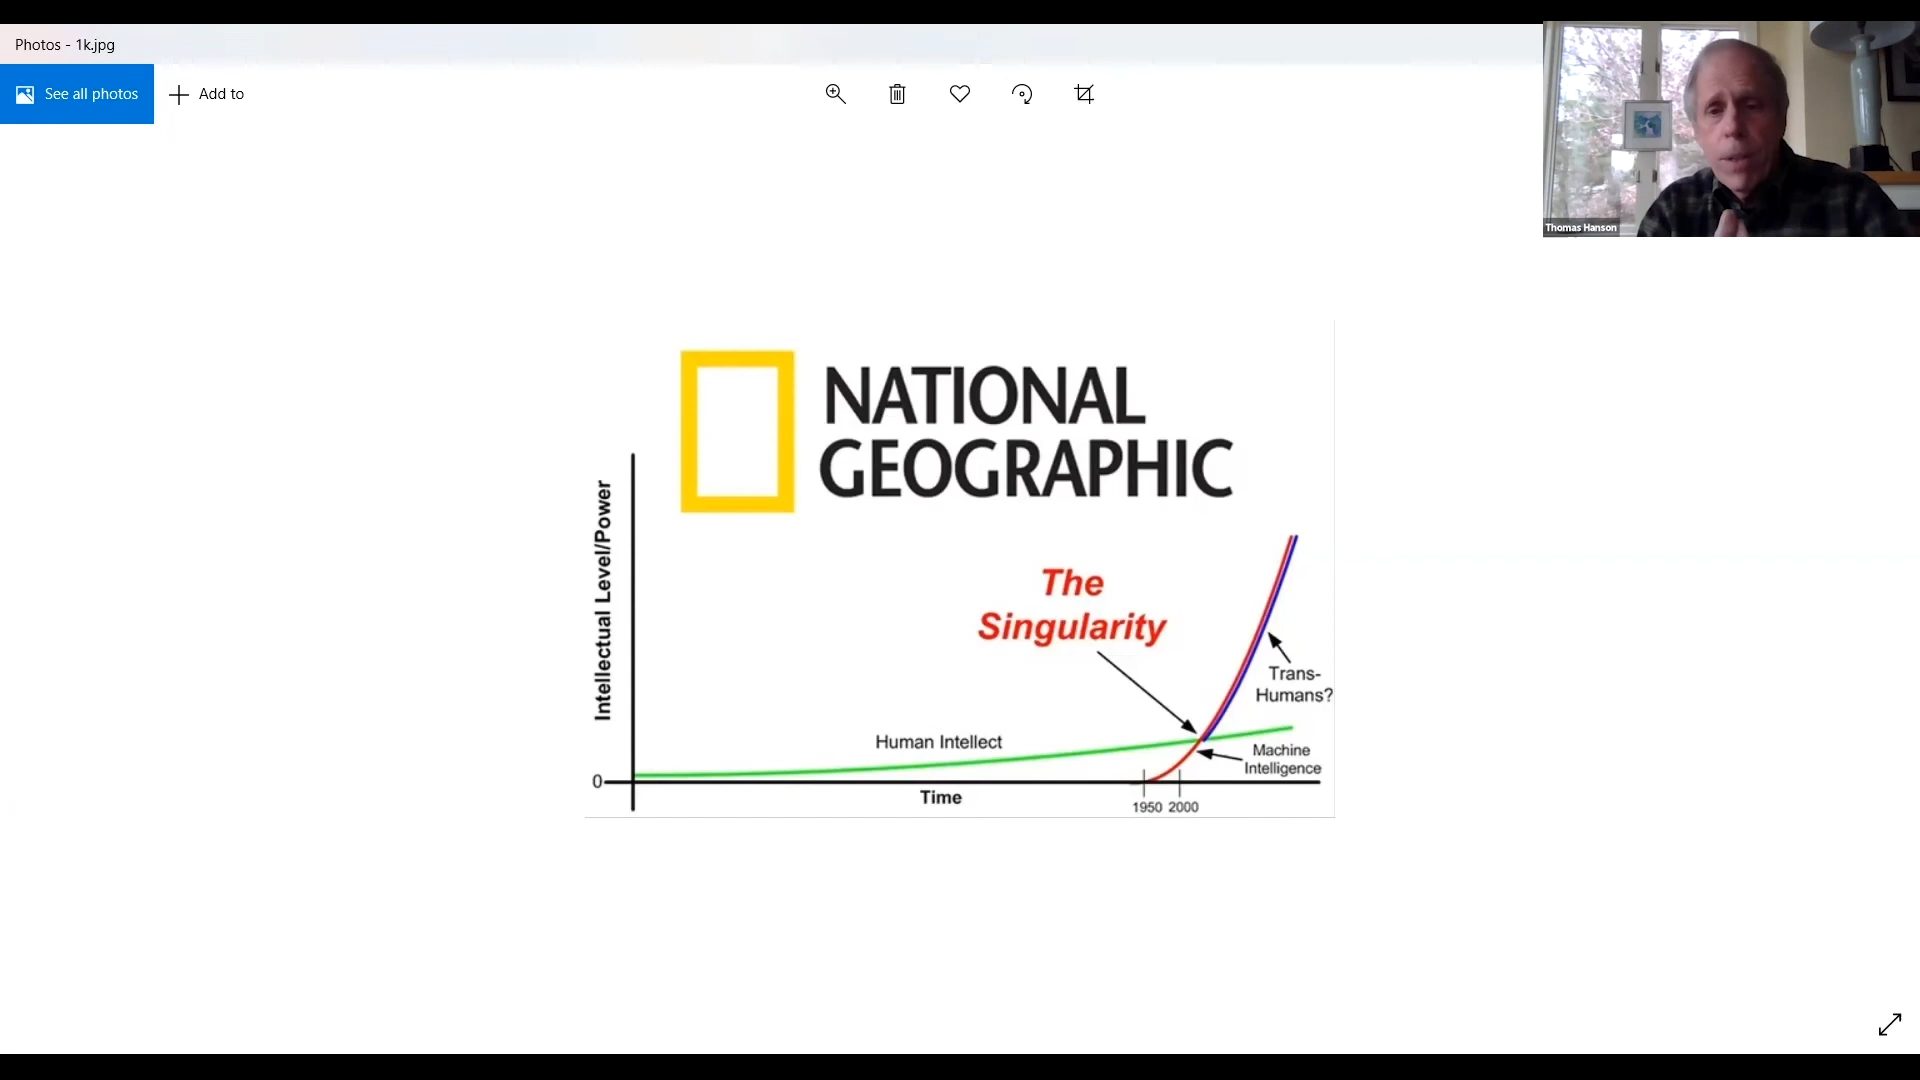 Photos - 1k.jpg
See all photos
Add to
Thomas Hanson
NATIONAL
GEOGRAPHIC
Intellectual Level/Power
The
Singularity
Trans-
Humans?
Human Intellect
Machine
Intelligence
0
Time
1950 2000